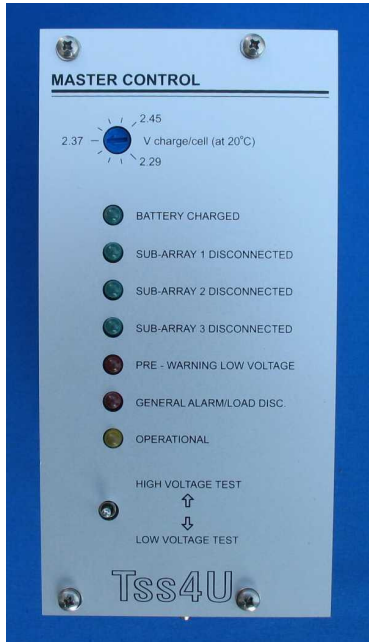 MASTER CONTROL
2.45
2.37
V charge/cell (at 20°C)
2.29
BATTERY CHARGED
SUB-ARRAY 1 DISCONNECTED
SUB-ARRAY 2 DISCONNECTED
SUB-ARRAY 3 DISCONNECTED
PRE - WARNING LOW VOLTAGE
GENERAL ALARM/LOAD DISC.
OPERATIONAL
HIGH VOLTAGE TEST
LOW VOLTAGE TEST
Tss4U